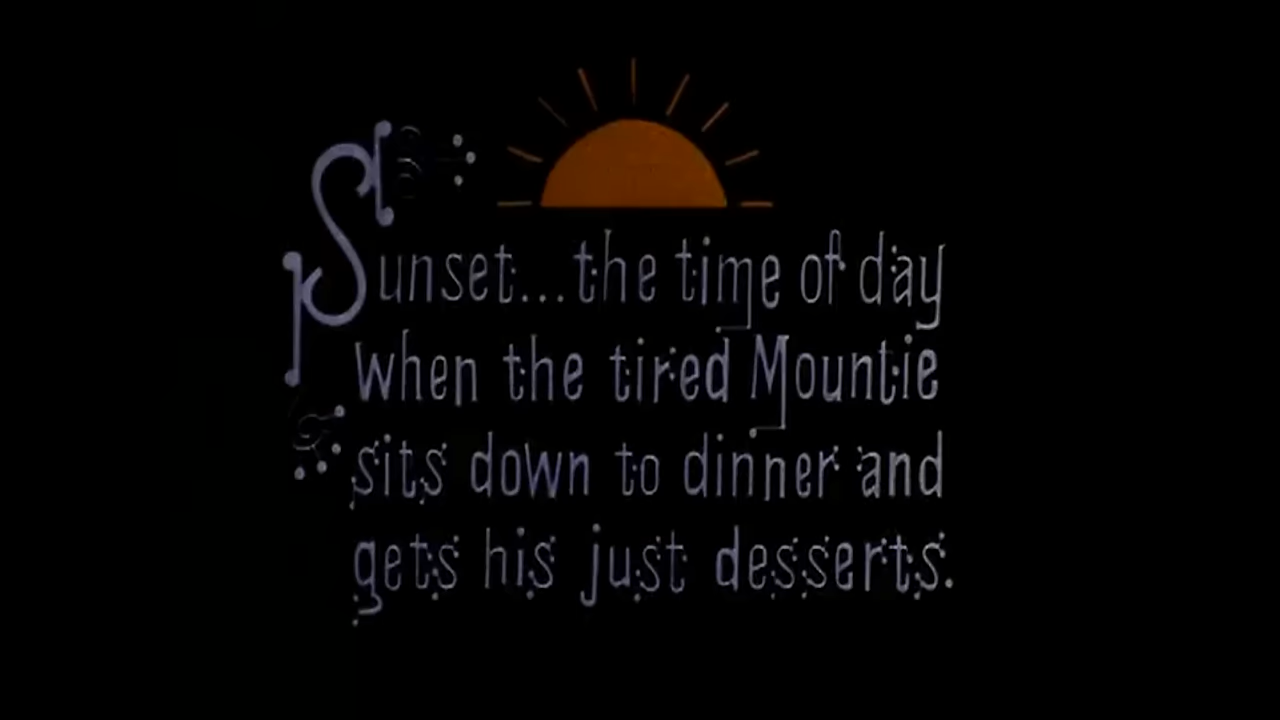 Sunset...the time of day
when the tired Mountie
sits down to dinner and
gets his just desserts.